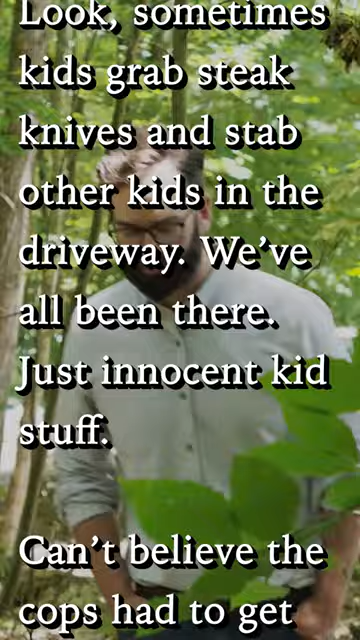 Look, sometimes
kids grab steak
knives and stab
other kids in the
driveway. We’ve
all been there.
Just innocent kid
stuff.
Can’t believe the
cops had to get